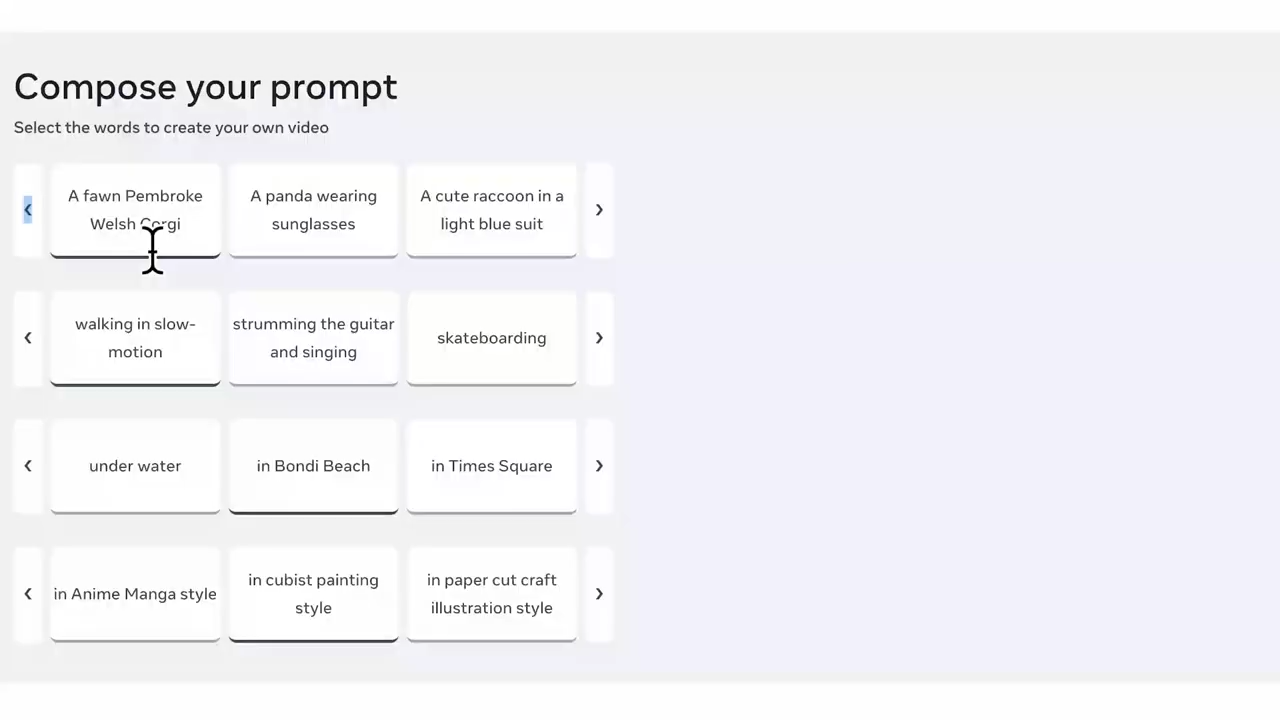 Compose your prompt
Select the words to create your own video
‹
A fawn Pembroke
Welsh Corgi
A panda wearing
sunglasses
A cute raccoon in a
light blue suit
›
‹
walking in slow-
motion
strumming the guitar
and singing
skateboarding
›
‹
under water
in Bondi Beach
in Times Square
›
‹
in Anime Manga style
in cubist painting
style
in paper cut craft
illustration style
›